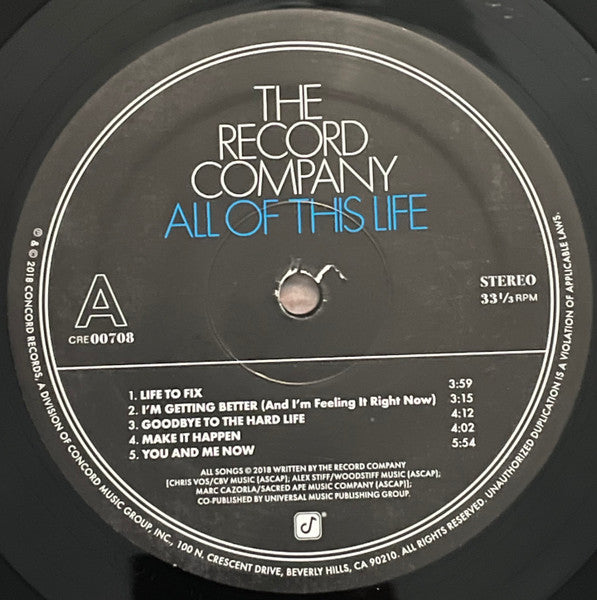 THE
RECORD
COMPANY
ALL OF THIS LIFE
A
CRE00708
STEREO
33 1/3 RPM
1. LIFE TO FIX 3:59
2. I'M GETTING BETTER (And I'm Feeling It Right Now) 3:15
3. GOODBYE TO THE HARD LIFE 4:12
4. MAKE IT HAPPEN 4:02
5. YOU AND ME NOW 5:54
ALL SONGS © 2018 WRITTEN BY THE RECORD COMPANY
[CHRIS VOS/CBV MUSIC (ASCAP); ALEX STIFF/WOODSTIFF MUSIC (ASCAP);
MARC CAZORLA/SACRED APE MUSIC COMPANY (ASCAP)];
CO-PUBLISHED BY UNIVERSAL MUSIC PUBLISHING GROUP.
℗ & © 2018 CONCORD RECORDS, A DIVISION OF CONCORD MUSIC GROUP, INC., 100 N. CRESCENT DRIVE, BEVERLY HILLS, CA 90210. ALL RIGHTS RESERVED. UNAUTHORIZED DUPLICATION IS A VIOLATION OF APPLICABLE LAWS.